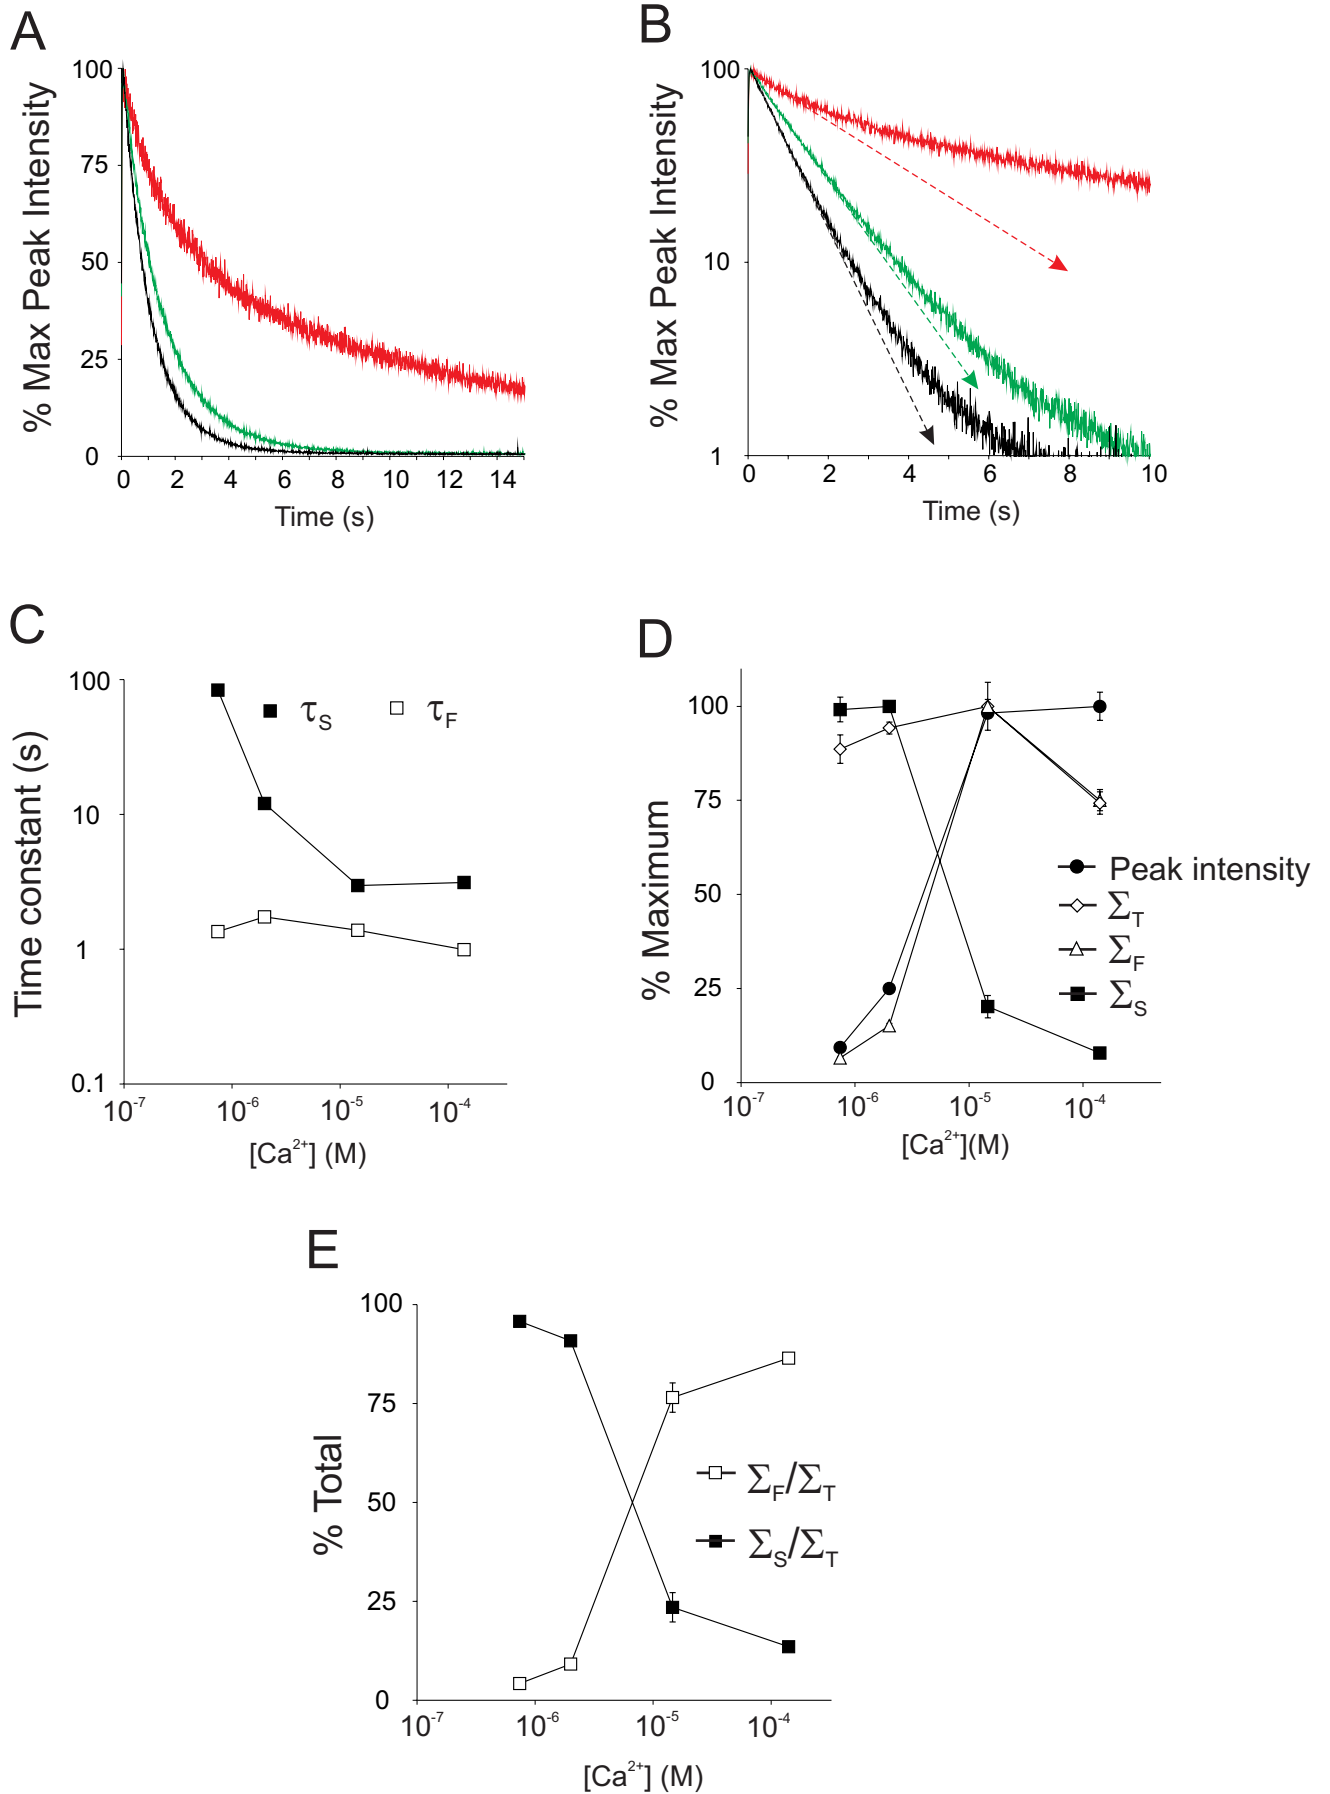 A
% Max Peak Intensity
100
75
50
25
0
0 2 4 6 8 10 12 14
Time (s)
B
% Max Peak Intensity
100
10
1
0 2 4 6 8 10
Time (s)
C
Time constant (s)
100
10
1
0.1
τS τF
10-7 10-6 10-5 10-4
[Ca2+] (M)
D
% Maximum
100
75
50
25
0
Peak intensity
ΣT
ΣF
ΣS
10-7 10-6 10-5 10-4
[Ca2+](M)
E
% Total
100
75
50
25
0
ΣF/ΣT
ΣS/ΣT
10-7 10-6 10-5 10-4
[Ca2+] (M)